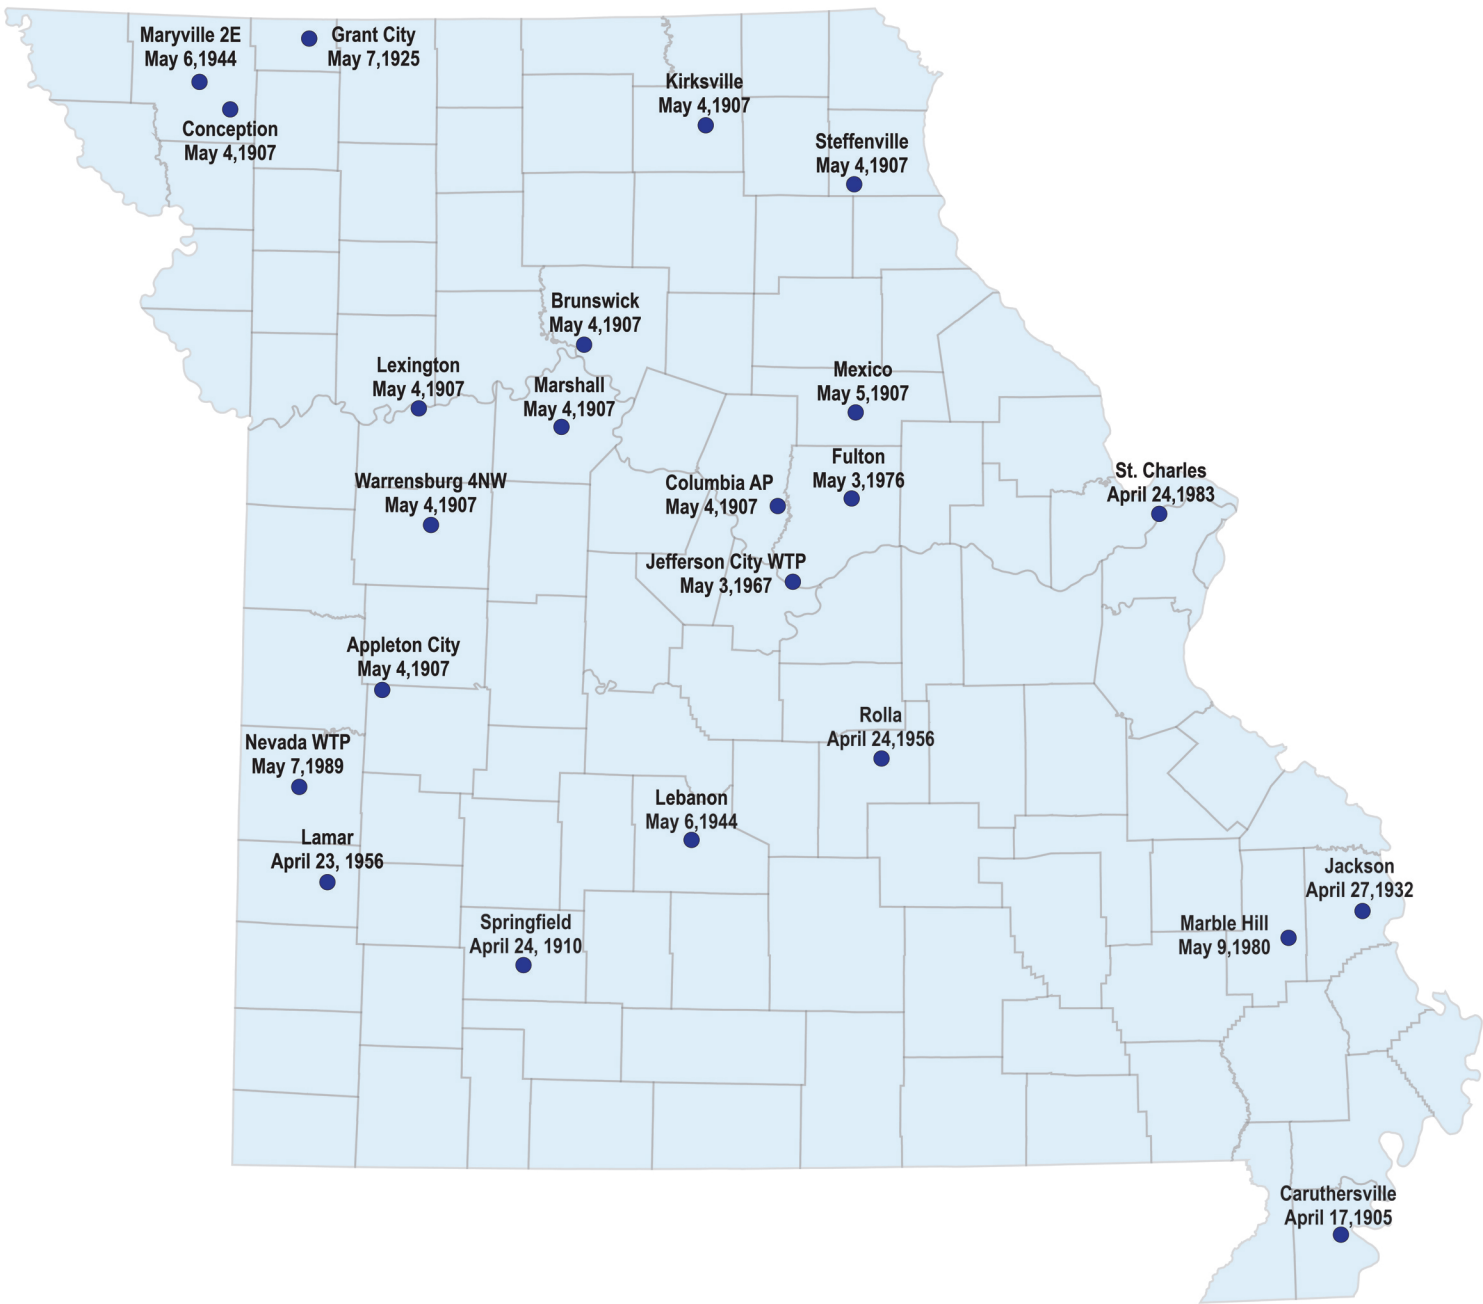 Maryville 2E
May 6,1944
Grant City
May 7,1925
Conception
May 4,1907
Kirksville
May 4,1907
Steffenville
May 4,1907
Brunswick
May 4,1907
Lexington
May 4,1907
Marshall
May 4,1907
Mexico
May 5,1907
Warrensburg 4NW
May 4,1907
Columbia AP
May 4,1907
Fulton
May 3,1976
St. Charles
April 24,1983
Jefferson City WTP
May 3,1967
Appleton City
May 4,1907
Nevada WTP
May 7,1989
Rolla
April 24,1956
Lebanon
May 6,1944
Lamar
April 23, 1956
Springfield
April 24, 1910
Jackson
April 27,1932
Marble Hill
May 9,1980
Caruthersville
April 17,1905